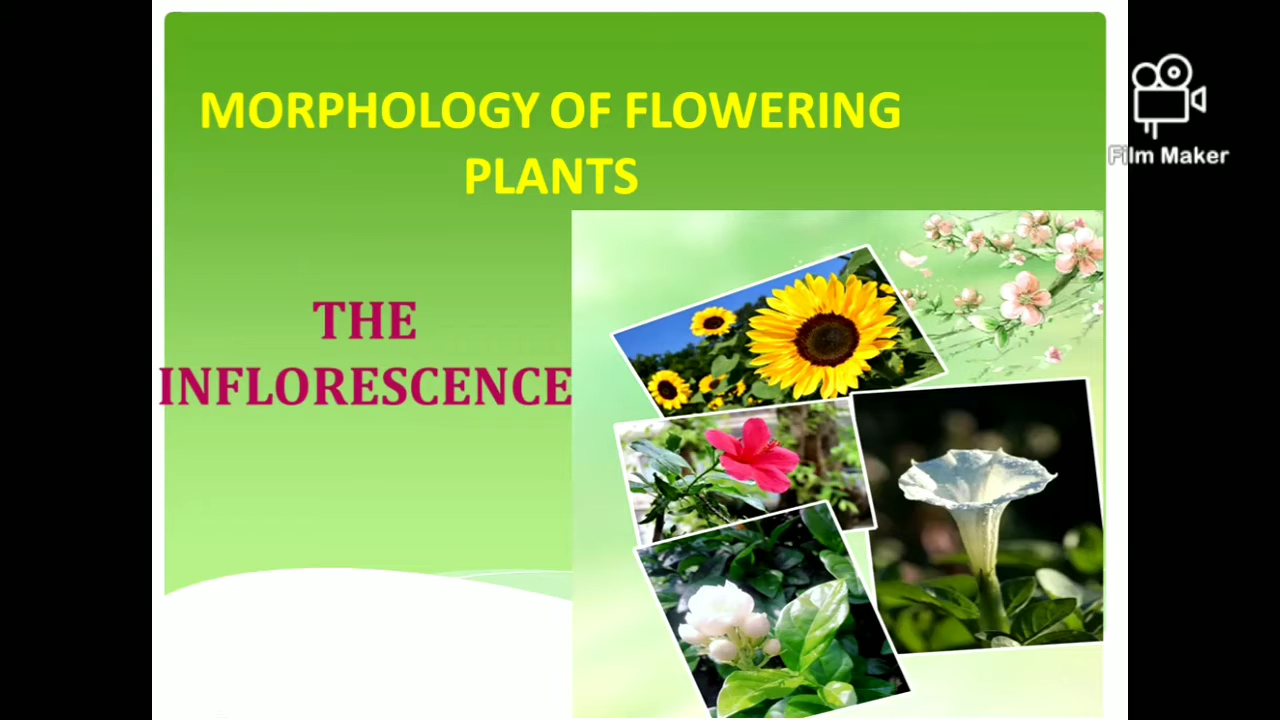 MORPHOLOGY OF FLOWERING
PLANTS
THE
INFLORESCENCE
Film Maker